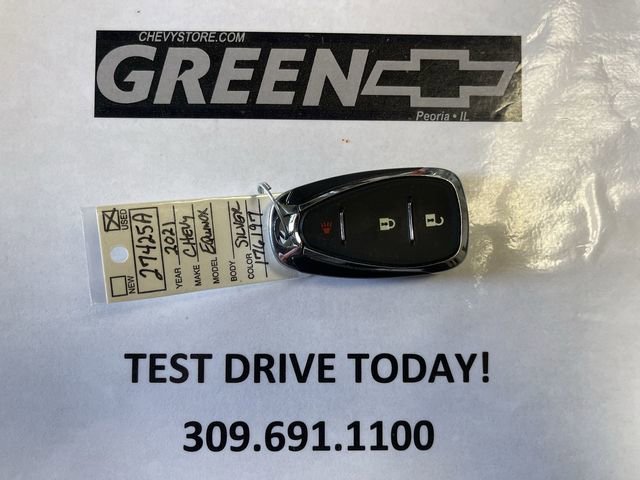 CHEVYSTORE.COM
GREEN
Peoria • IL
NEW USED
27425A
YEAR 2021
MAKE CHEVY
MODEL EQUINOX
BODY
COLOR SILVER
176197
TEST DRIVE TODAY!
309.691.1100